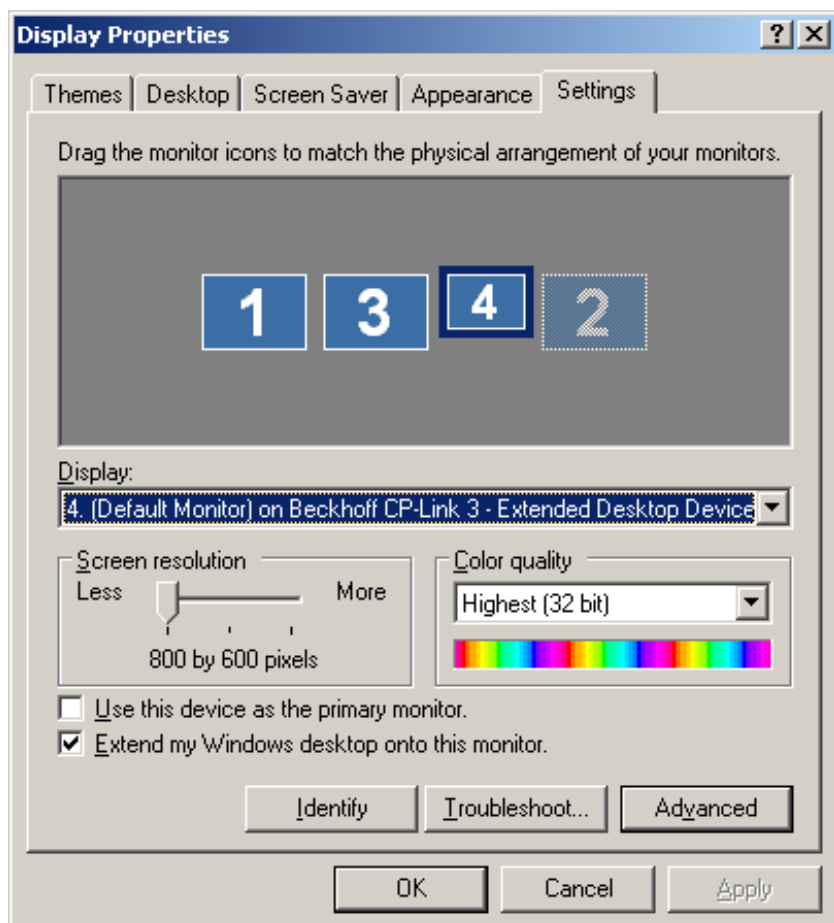 Display Properties
Themes Desktop Screen Saver Appearance Settings
Drag the monitor icons to match the physical arrangement of your monitors.
1 3 4 2
Display:
4. (Default Monitor) on Beckhoff CP-Link 3 - Extended Desktop Device
Screen resolution Color quality
Less More Highest (32 bit)
800 by 600 pixels
Use this device as the primary monitor.
Extend my Windows desktop onto this monitor.
Identify Troubleshoot... Advanced
OK Cancel Apply